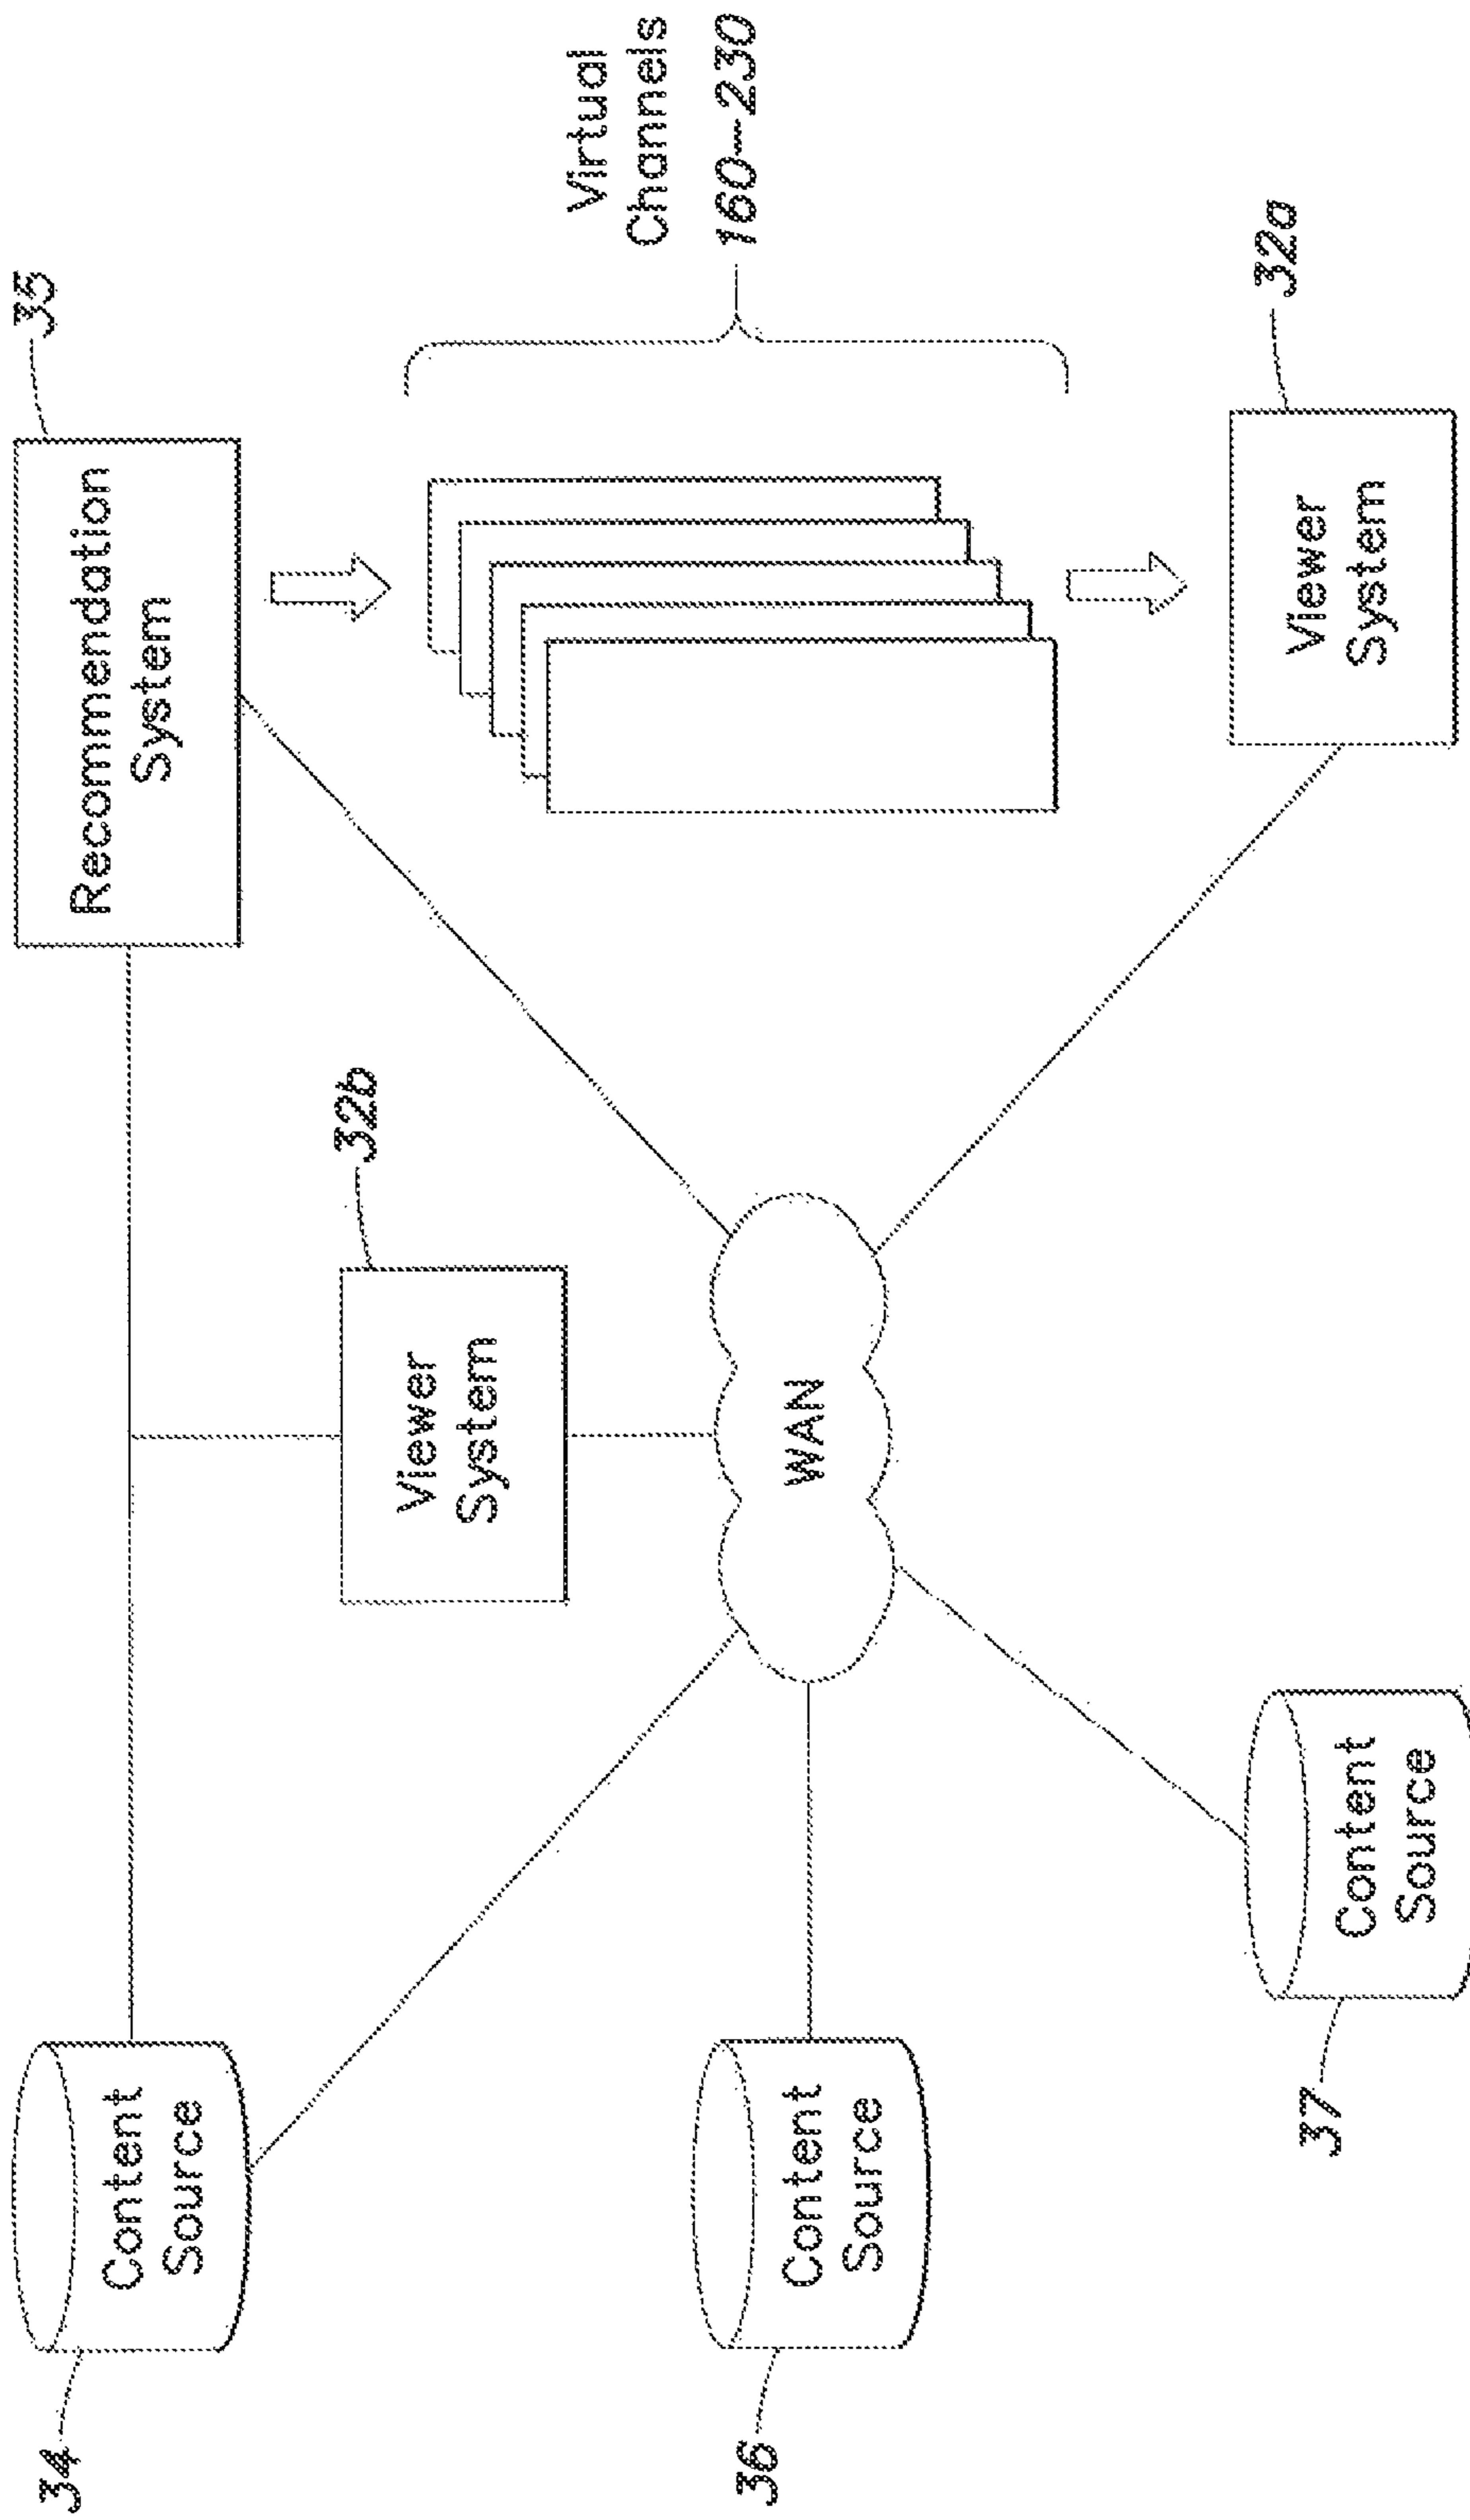 34
Content
Source
35
Recommendation
System
32b
Viewer
System
Virtual
Channels
160-230
36
Content
Source
WAN
37
Content
Source
32a
Viewer
System